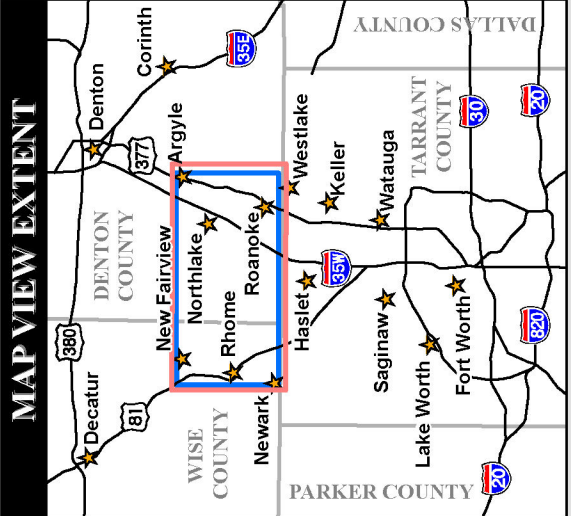 MAP VIEW EXTENT
Corinth
35E
DALLAS COUNTY
Denton
377
Argyle
Westlake
Keller
Watauga
TARRANT
COUNTY
30
20
DENTON
COUNTY
New Fairview
Northlake
Roanoke
35W
Haslet
Rhome
380
Saginaw
Fort Worth
820
Lake Worth
81
Decatur
Newark
WISE
COUNTY
PARKER COUNTY
20